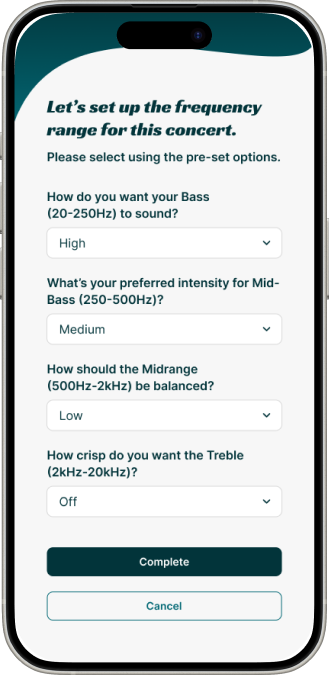 Let's set up the frequency
range for this concert.
Please select using the pre-set options.
How do you want your Bass
(20-250Hz) to sound?
High
What's your preferred intensity for Mid-
Bass (250-500Hz)?
Medium
How should the Midrange
(500Hz-2kHz) be balanced?
Low
How crisp do you want the Treble
(2kHz-20kHz)?
Off
Complete
Cancel